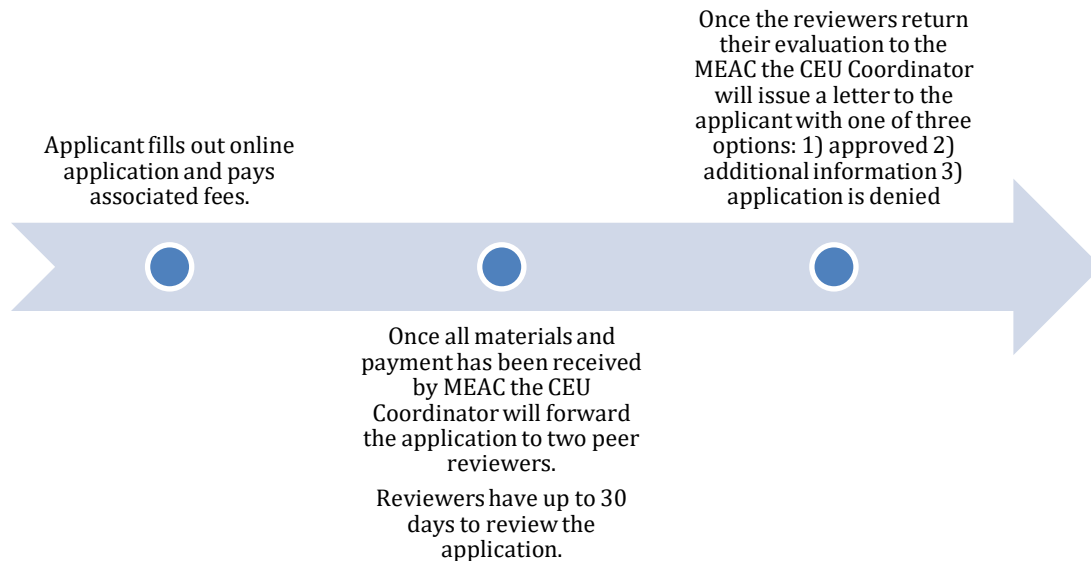 Applicant fills out online
application and pays
associated fees.
Once all materials and
payment has been received
by MEAC the CEU
Coordinator will forward
the application to two peer
reviewers.
Reviewers have up to 30
days to review the
application.
Once the reviewers return
their evaluation to the
MEAC the CEU Coordinator
will issue a letter to the
applicant with one of three
options: 1) approved 2)
additional information 3)
application is denied